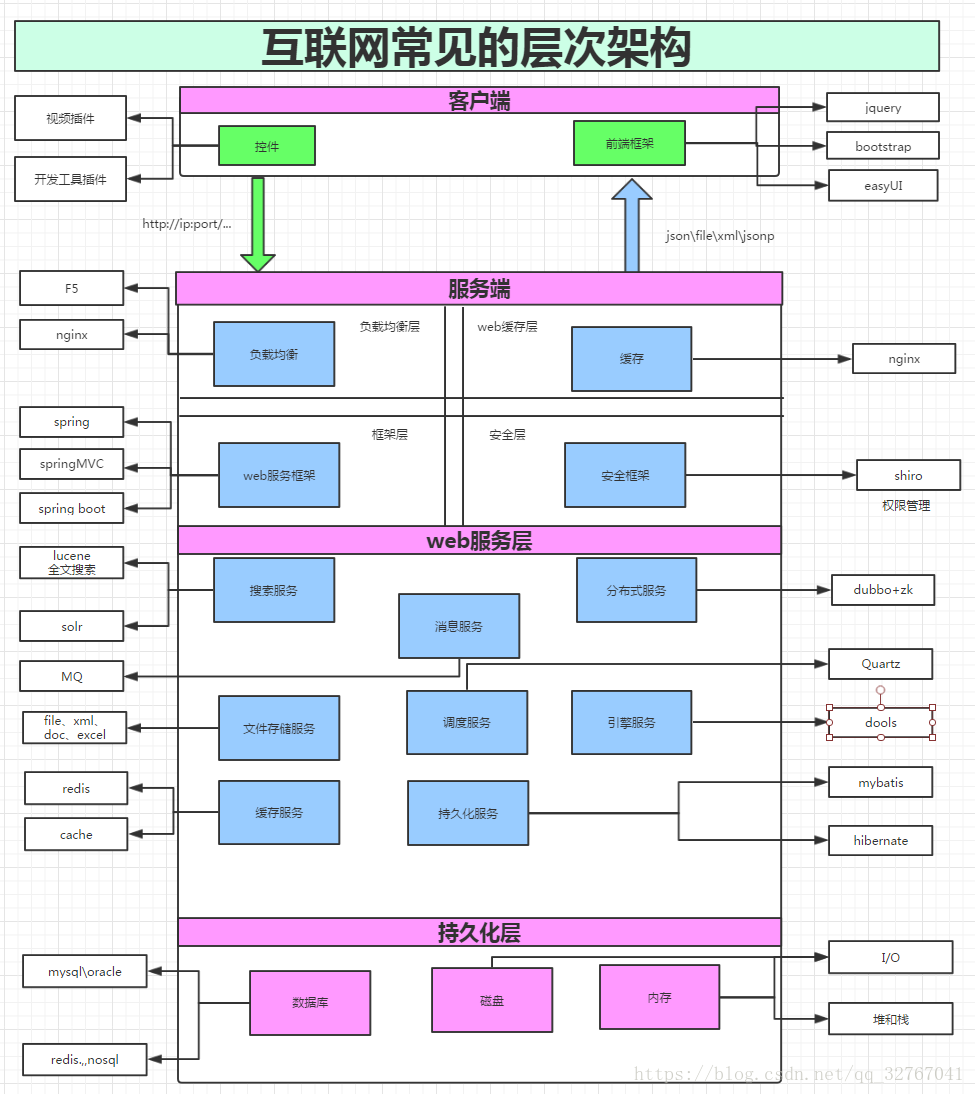 互联网常见的层次架构
客户端
视频插件
开发工具插件
控件
前端框架
jquery
bootstrap
easyUI
http://ip:port/...
json\file\xml\jsonp
服务端
F5
nginx
负载均衡
负载均衡层
web缓存层
缓存
nginx
spring
springMVC
spring boot
web服务框架
框架层
安全层
安全框架
shiro
权限管理
web服务层
lucene
全文搜索
solr
搜索服务
消息服务
分布式服务
dubbo+zk
MQ
Quartz
file、xml、
doc、excel
文件存储服务
调度服务
引擎服务
dools
redis
cache
缓存服务
持久化服务
mybatis
hibernate
持久化层
mysql\oracle
redis.,,nosql
数据库
磁盘
内存
I/O
堆和栈
https://blog.csdn.net/qq_32767041